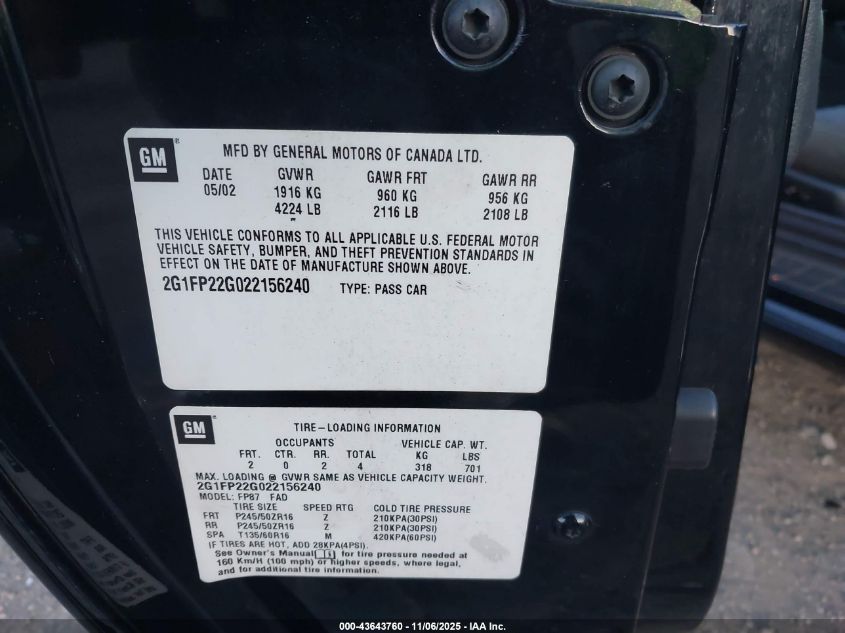 GM ®
MFD BY GENERAL MOTORS OF CANADA LTD.
DATE GVWR GAWR FRT GAWR RR
05/02 1916 KG 960 KG 956 KG
4224 LB 2116 LB 2108 LB
THIS VEHICLE CONFORMS TO ALL APPLICABLE U.S. FEDERAL MOTOR
VEHICLE SAFETY, BUMPER, AND THEFT PREVENTION STANDARDS IN
EFFECT ON THE DATE OF MANUFACTURE SHOWN ABOVE.
2G1FP22G022156240 TYPE: PASS CAR
GM ®
TIRE-LOADING INFORMATION
OCCUPANTS VEHICLE CAP. WT.
FRT. CTR. RR. TOTAL KG LBS
2 0 2 4 318 701
MAX. LOADING @ GVWR SAME AS VEHICLE CAPACITY WEIGHT.
2G1FP22G022156240
MODEL: FP87 FAD
TIRE SIZE SPEED RTG COLD TIRE PRESSURE
FRT P245/50ZR16 Z 210KPA(30PSI)
RR P245/50ZR16 Z 210KPA(30PSI)
SPA T135/60R16 M 420KPA(60PSI)
IF TIRES ARE HOT, ADD 28KPA(4PSI).
See Owner's Manual for tire pressure needed at
160 Km/H (100 mph) or higher speeds, where legal,
and for additional tire information.
000-43643760 | 11/06/2025 - IAA Inc.